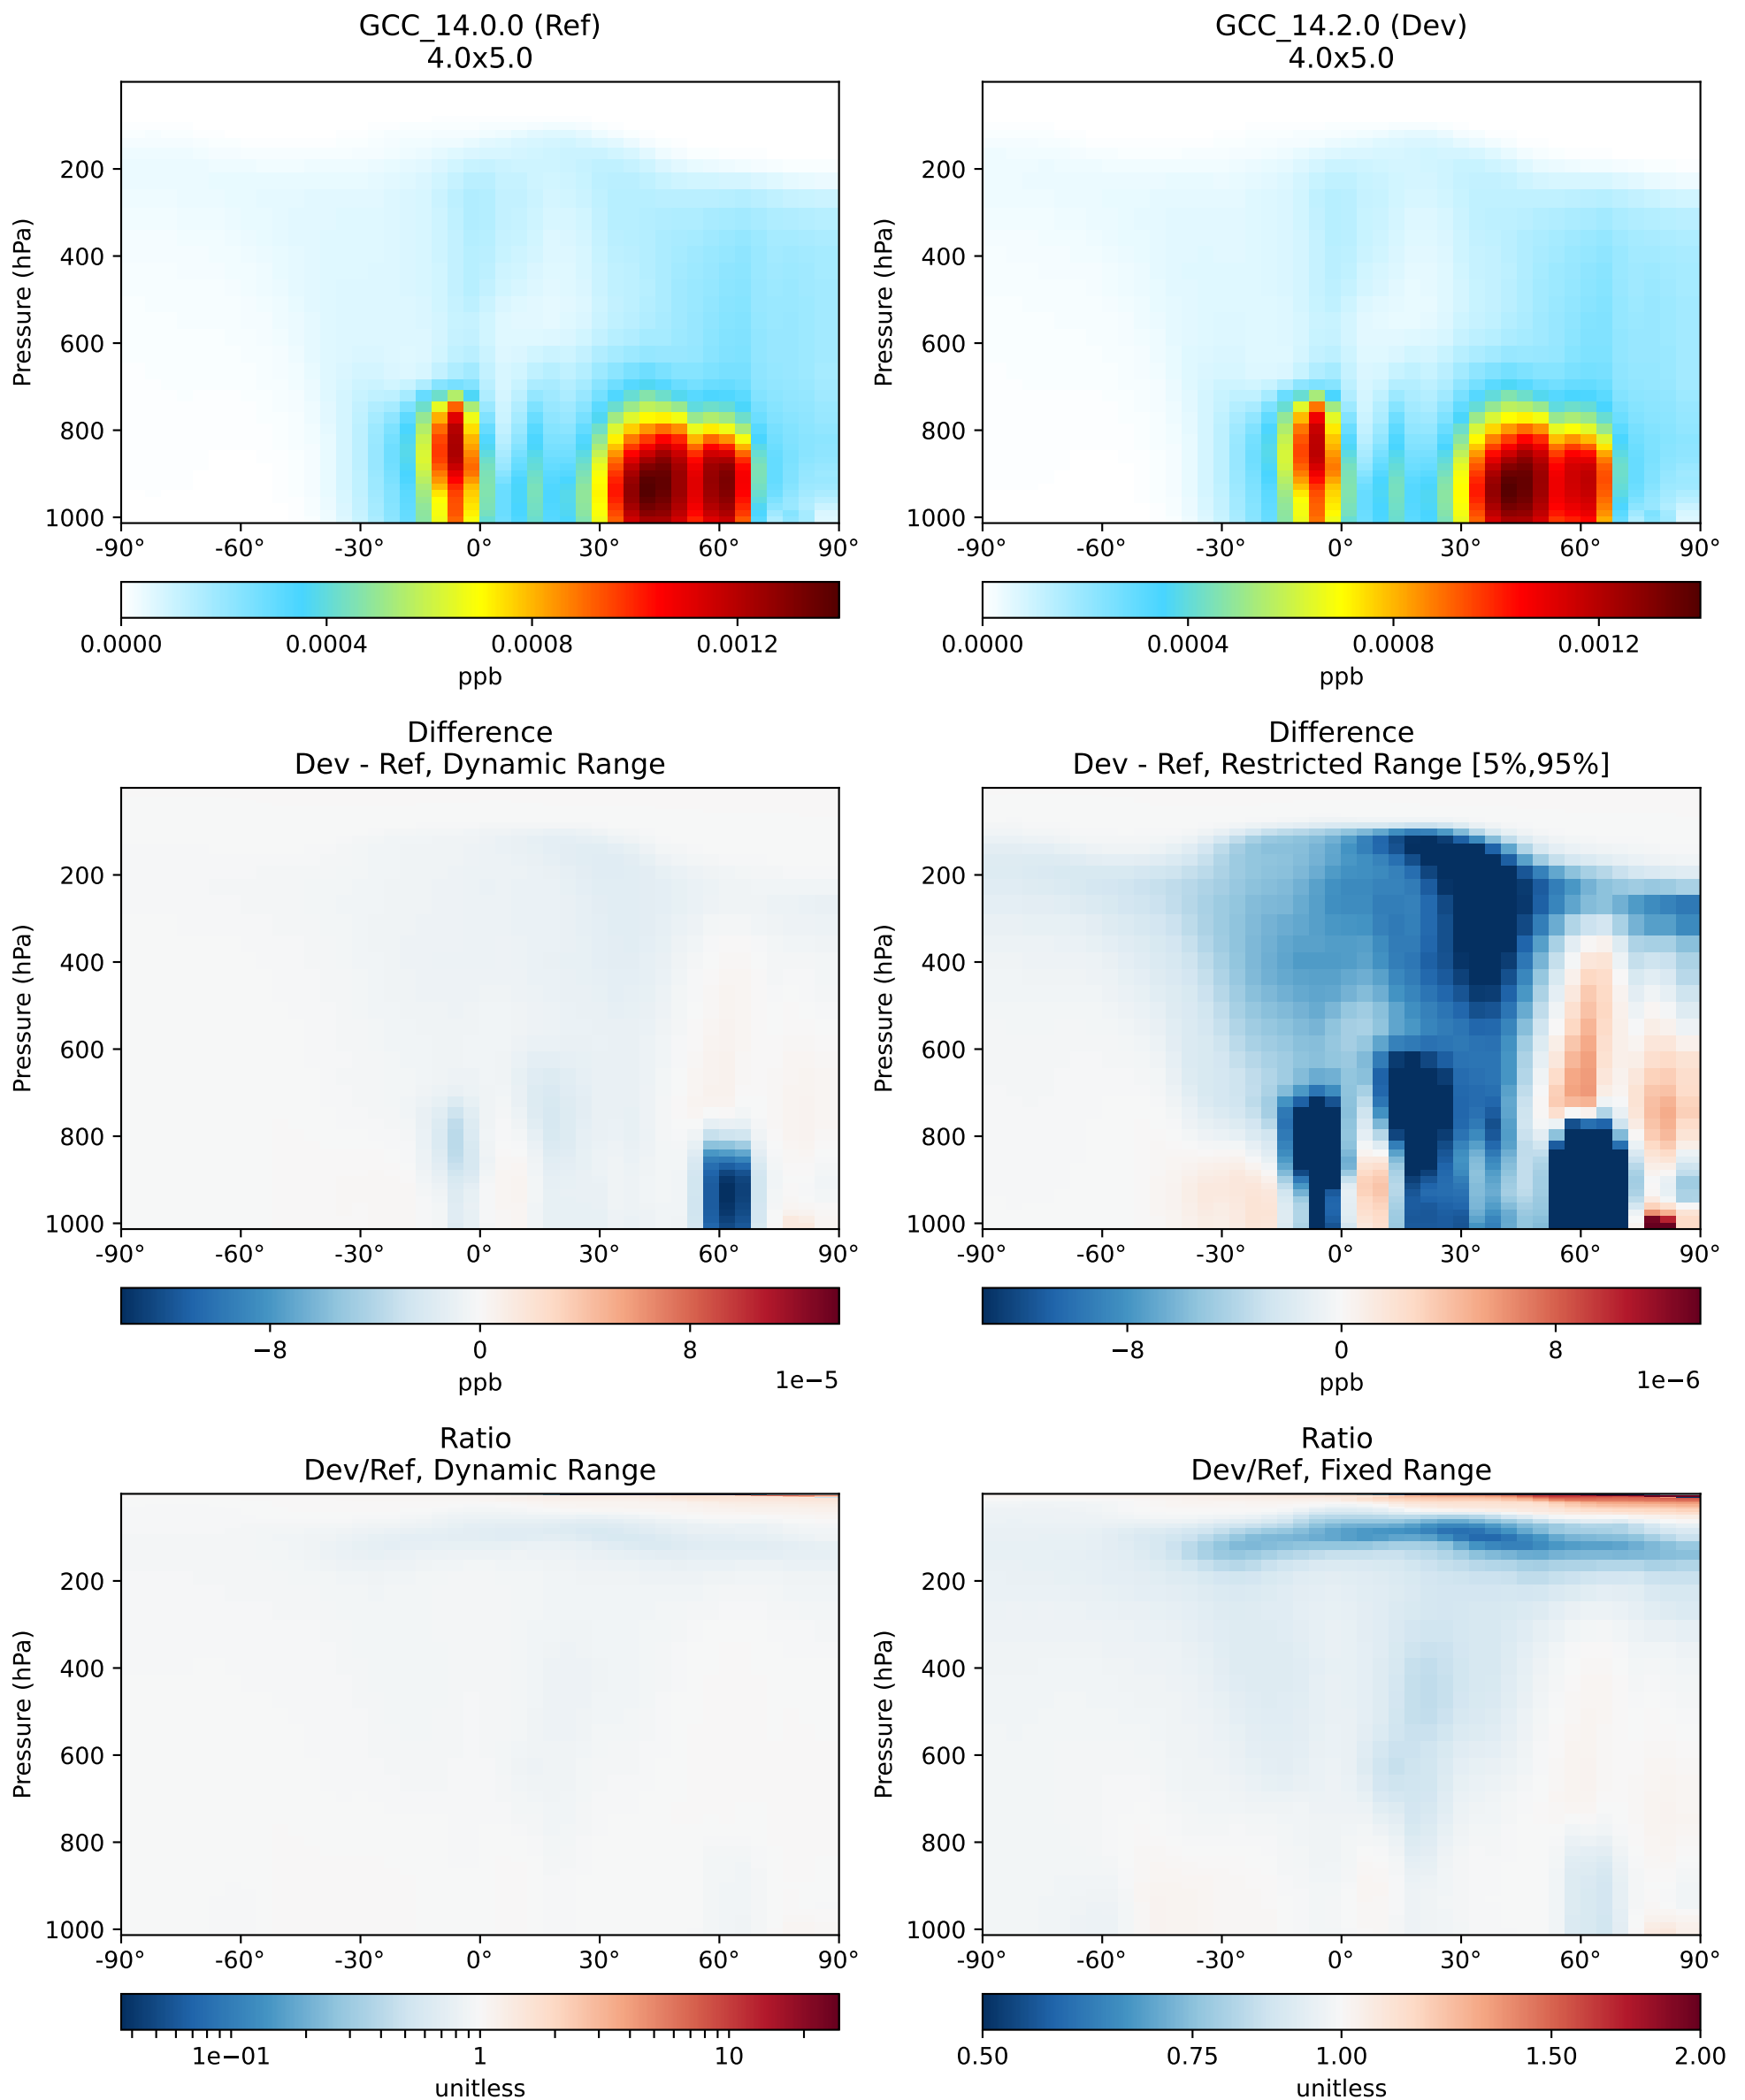 GCC_14.0.0 (Ref)
4.0x5.0
Pressure (hPa)
200
400
600
800
1000
-90° -60° -30° 0° 30° 60° 90°
0.0000 0.0004 0.0008 0.0012
ppb
GCC_14.2.0 (Dev)
4.0x5.0
Pressure (hPa)
200
400
600
800
1000
-90° -60° -30° 0° 30° 60° 90°
0.0000 0.0004 0.0008 0.0012
ppb
Difference
Dev - Ref, Dynamic Range
Pressure (hPa)
200
400
600
800
1000
-90° -60° -30° 0° 30° 60° 90°
−8 0 8
ppb 1e−5
Difference
Dev - Ref, Restricted Range [5%,95%]
Pressure (hPa)
200
400
600
800
1000
-90° -60° -30° 0° 30° 60° 90°
−8 0 8
ppb 1e−6
Ratio
Dev/Ref, Dynamic Range
Pressure (hPa)
200
400
600
800
1000
-90° -60° -30° 0° 30° 60° 90°
1e−01 1 10
unitless
Ratio
Dev/Ref, Fixed Range
Pressure (hPa)
200
400
600
800
1000
-90° -60° -30° 0° 30° 60° 90°
0.50 0.75 1.00 1.50 2.00
unitless